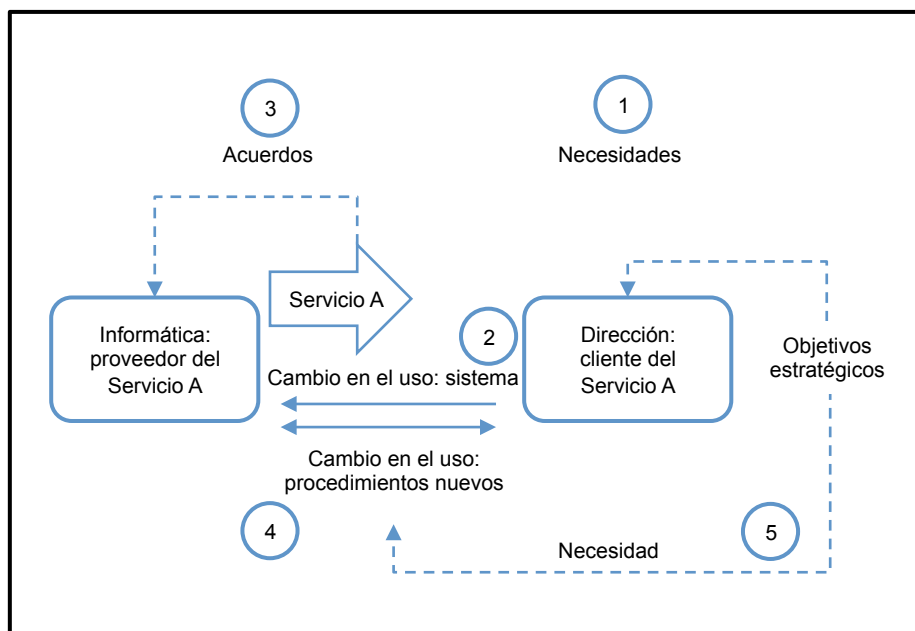 3
1
Acuerdos
Necesidades
Servicio A
Informática:
proveedor del
Servicio A
2
Dirección:
cliente del
Servicio A
Objetivos
estratégicos
Cambio en el uso: sistema
Cambio en el uso:
procedimientos nuevos
4
5
Necesidad